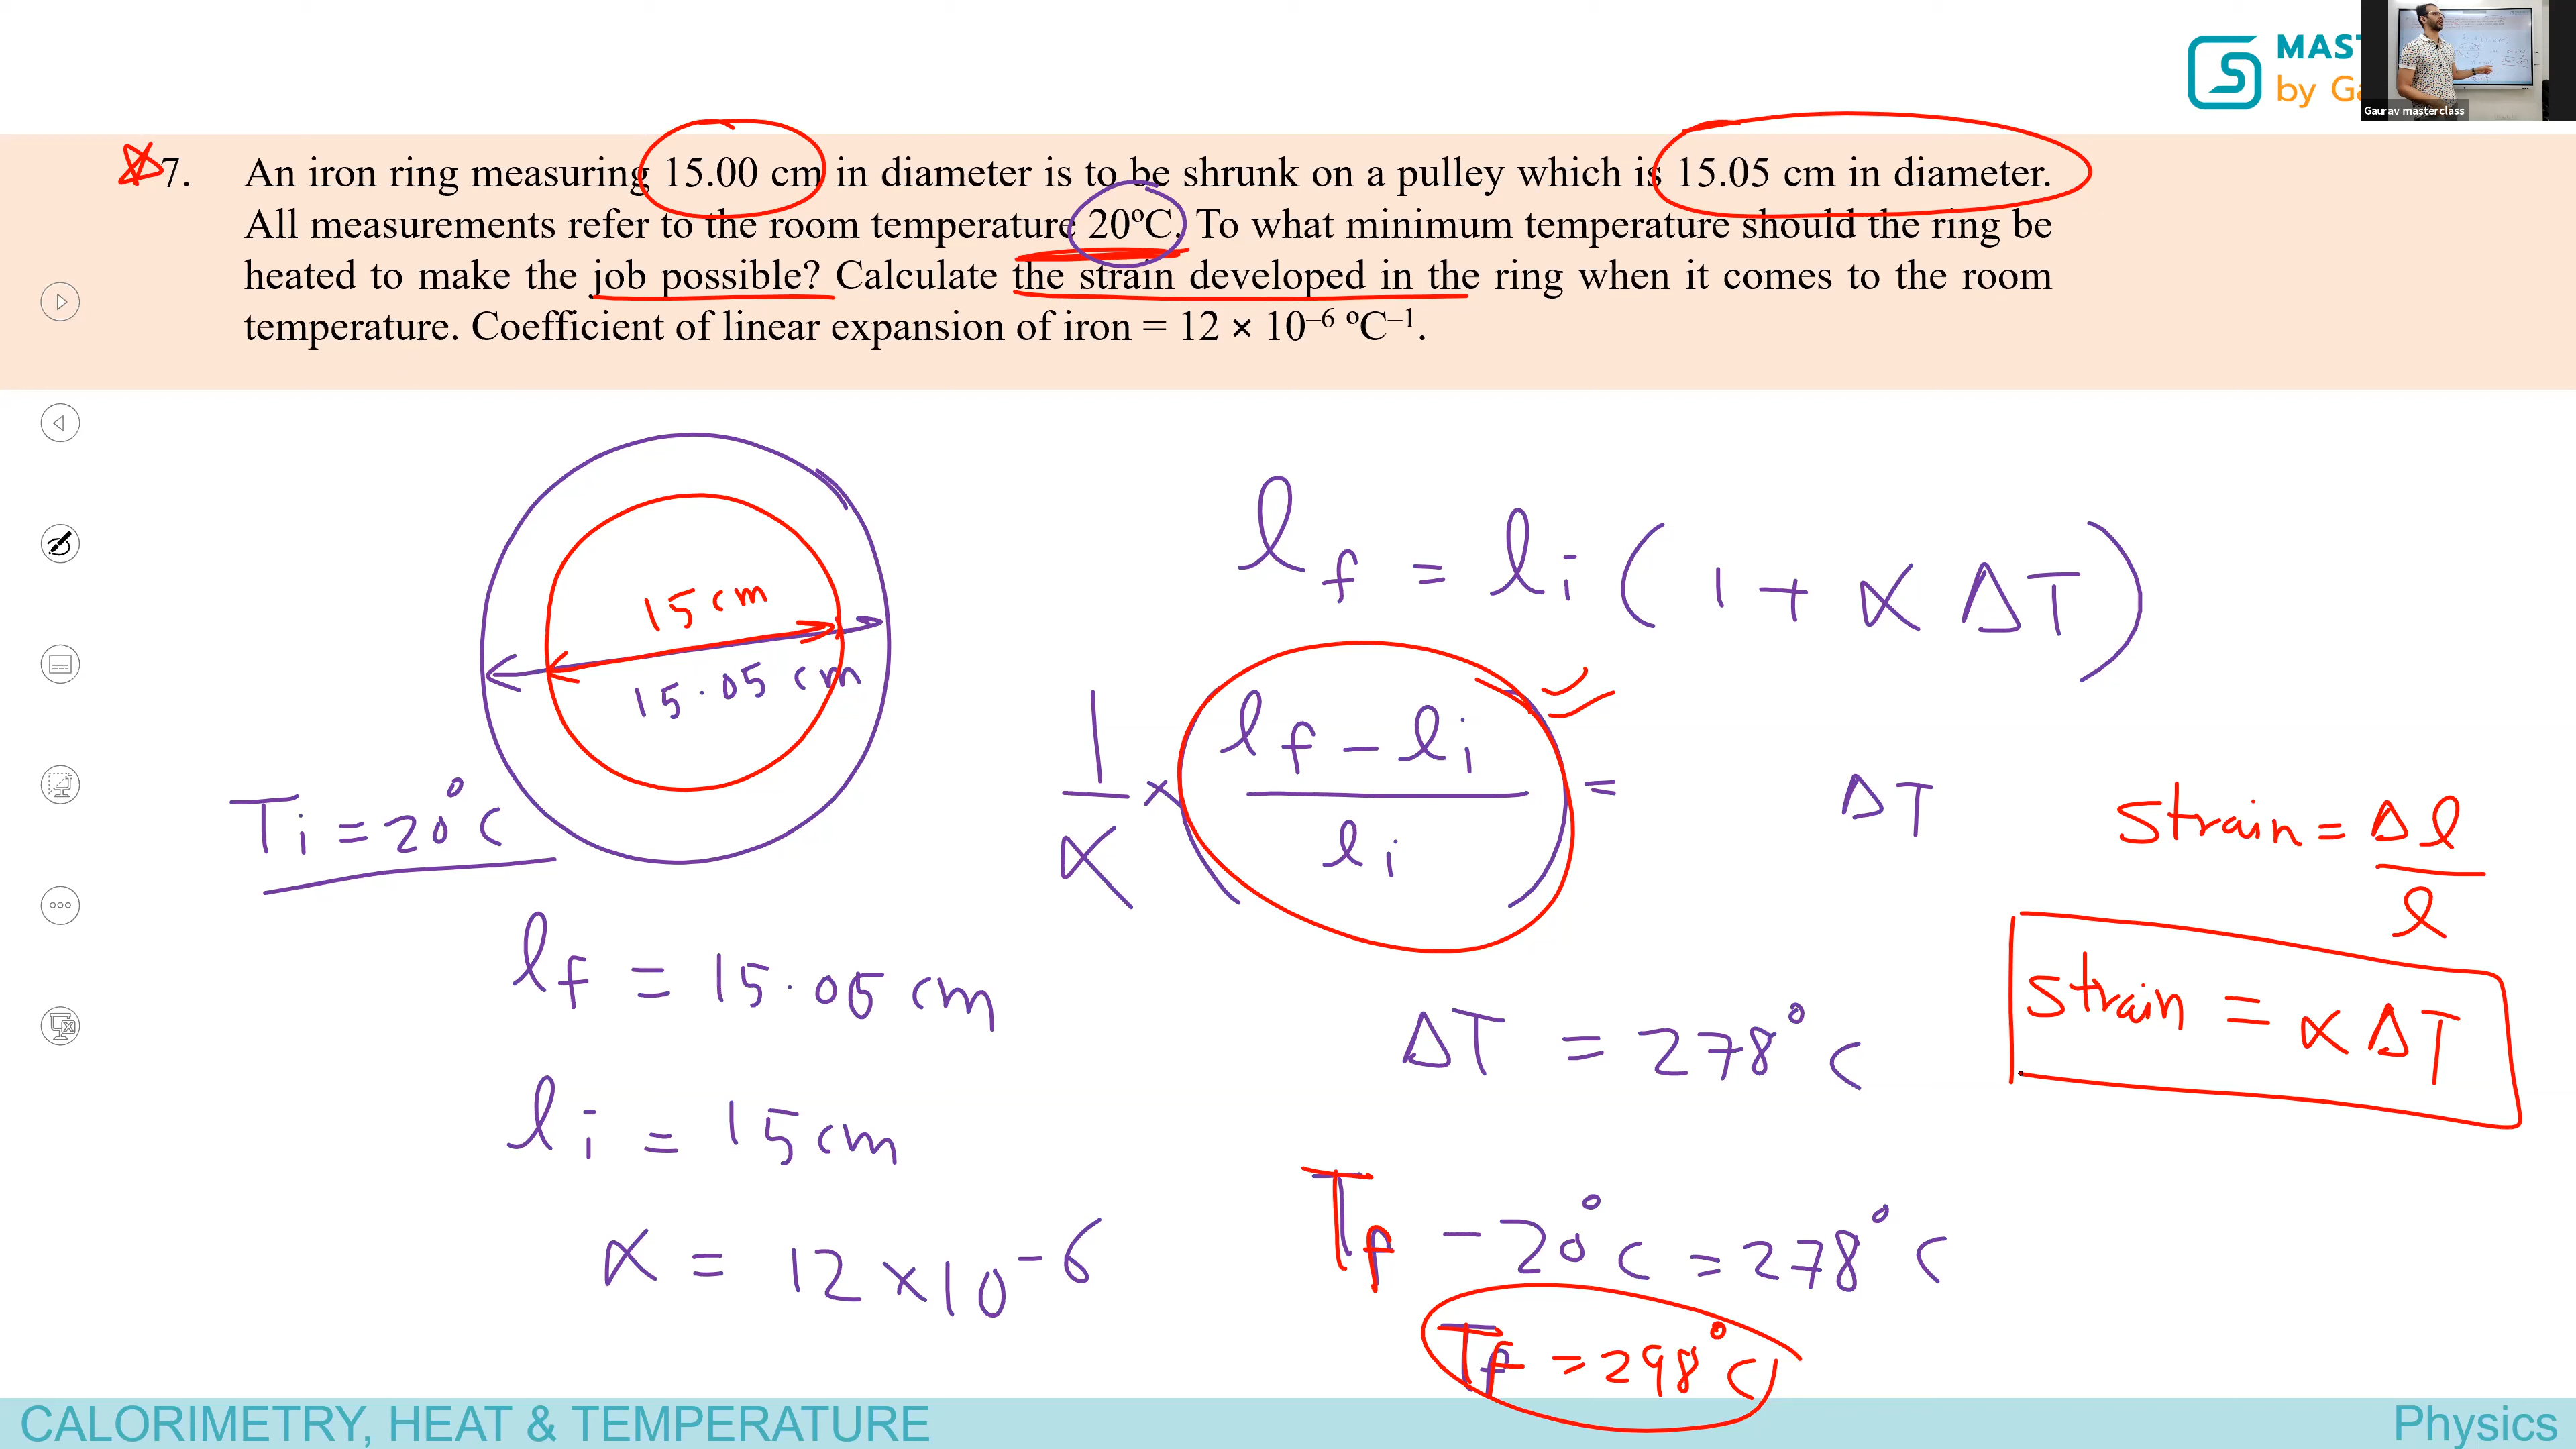 MAST
by Ga
Gaurav masterclass
7. An iron ring measuring 15.00 cm in diameter is to be shrunk on a pulley which is 15.05 cm in diameter.
All measurements refer to the room temperature 20ºC. To what minimum temperature should the ring be
heated to make the job possible? Calculate the strain developed in the ring when it comes to the room
temperature. Coefficient of linear expansion of iron = 12 × 10⁻⁶ ºC⁻¹.
15 cm
15.05 cm
Ti = 20°C
lf = 15.05 cm
li = 15 cm
α = 12 × 10⁻⁶
lf = li (1 + α ΔT)
1/α × (lf − li / li) = ΔT
ΔT = 278°C
Tf − 20°C = 278°C
Tf = 298°C
Strain = Δl/l
Strain = α ΔT
CALORIMETRY, HEAT & TEMPERATURE
Physics